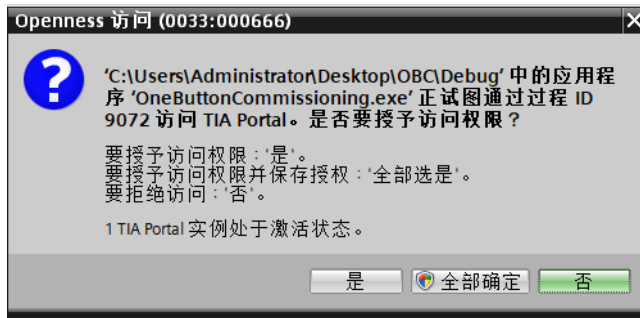 Openness 访问 (0033:000666)
'C:\Users\Administrator\Desktop\OBC\Debug' 中的应用程
序 'OneButtonCommissioning.exe' 正试图通过过程 ID
9072 访问 TIA Portal。是否要授予访问权限？
要授予访问权限：'是'。
要授予访问权限并保存授权：'全部选是'。
要拒绝访问：'否'。
1 TIA Portal 实例处于激活状态。
是
全部确定
否